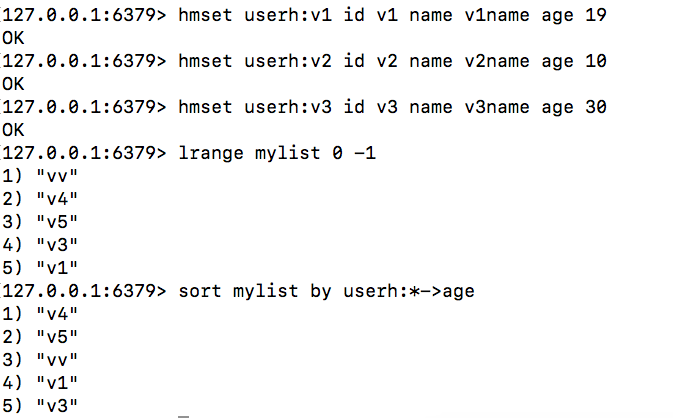 127.0.0.1:6379> hmset userh:v1 id v1 name v1name age 19
OK
127.0.0.1:6379> hmset userh:v2 id v2 name v2name age 10
OK
127.0.0.1:6379> hmset userh:v3 id v3 name v3name age 30
OK
127.0.0.1:6379> lrange mylist 0 -1
1) "vv"
2) "v4"
3) "v5"
4) "v3"
5) "v1"
127.0.0.1:6379> sort mylist by userh:*->age
1) "v4"
2) "v5"
3) "vv"
4) "v1"
5) "v3"